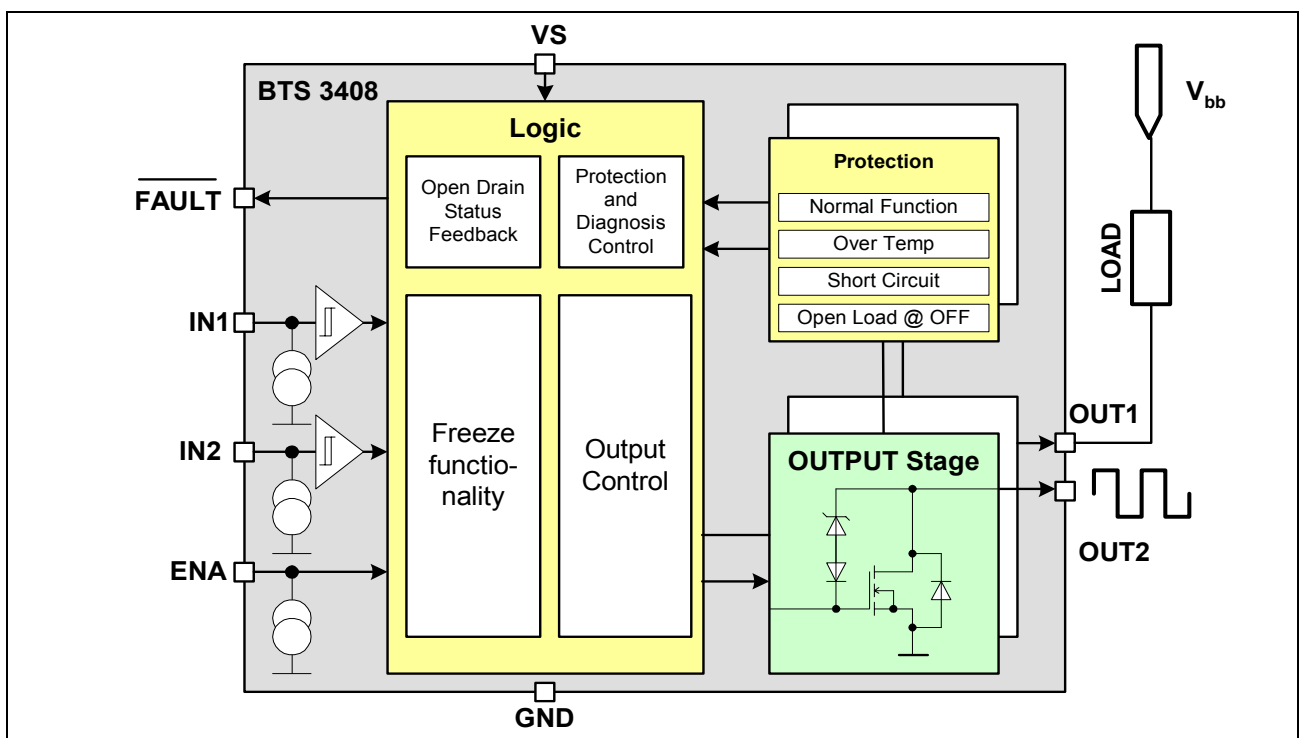 VS
BTS 3408
V_bb
Logic
Protection
Open Drain
Status
Feedback
Protection
and
Diagnosis
Control
FAULT
Normal Function
Over Temp
Short Circuit
Open Load @ OFF
LOAD
IN1
IN2
ENA
Freeze
functio-
nality
Output
Control
OUT1
OUTPUT Stage
OUT2
GND